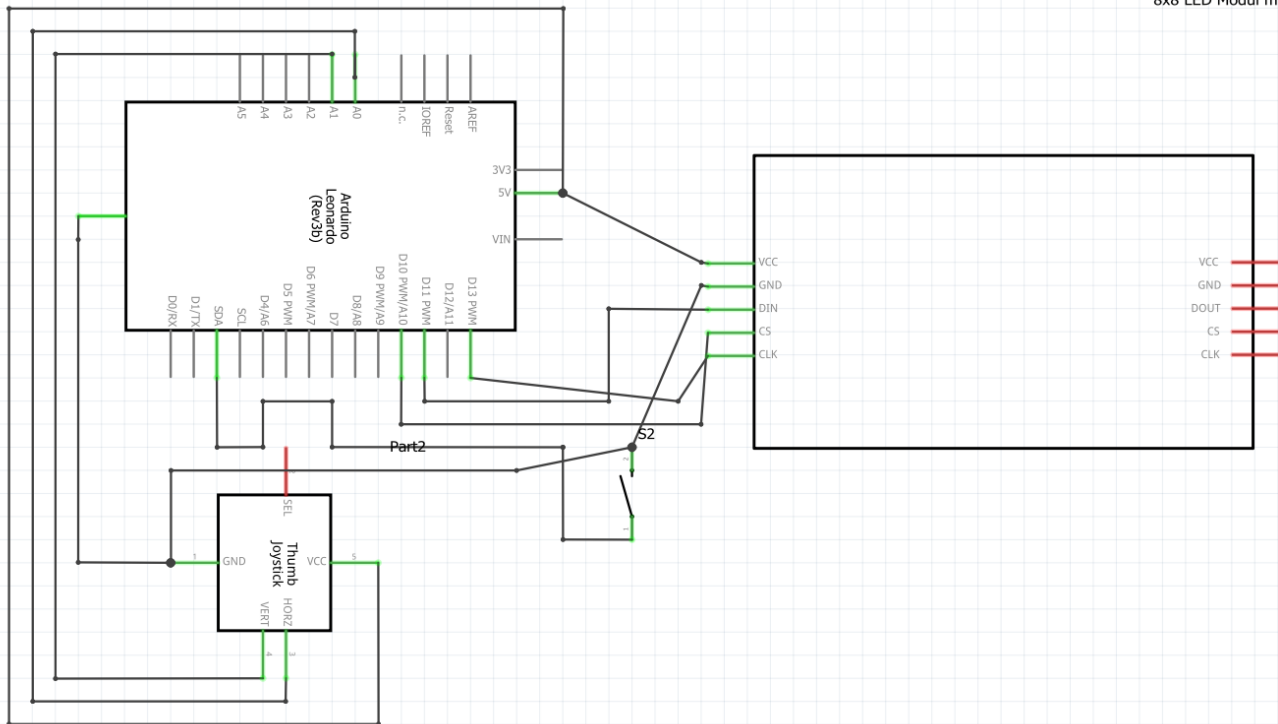 8x8 LED Modul m
A5
A4
A3
A2
A1
A0
n.c.
IOREF
Reset
AREF
3V3
5V
VIN
Arduino
Leonardo
(Rev3b)
D0/RX
D1/TX
SDA
SCL
D4/A6
D5 PWM
D6 PWM/A7
D7
D8/A8
D9 PWM/A9
D10 PWM/A10
D11 PWM
D12/A11
D13 PWM
VCC
GND
DIN
CS
CLK
VCC
GND
DOUT
CS
CLK
S2
2
1
Part2
SEL
1
GND
Thumb
Joystick
VCC
5
VERT
HORZ
4
3